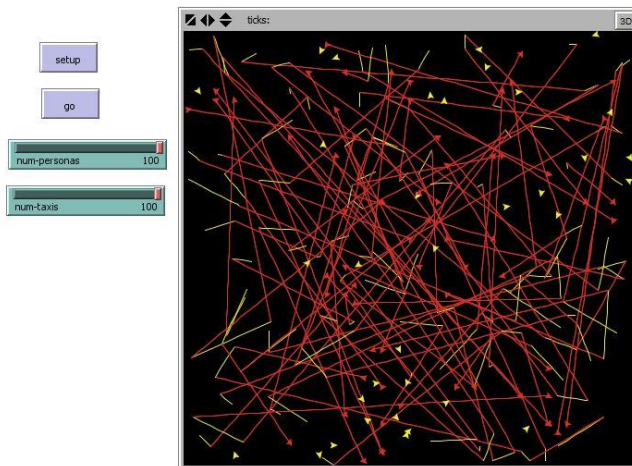 ticks:
3D
setup
go
num-personas 100
num-taxis 100